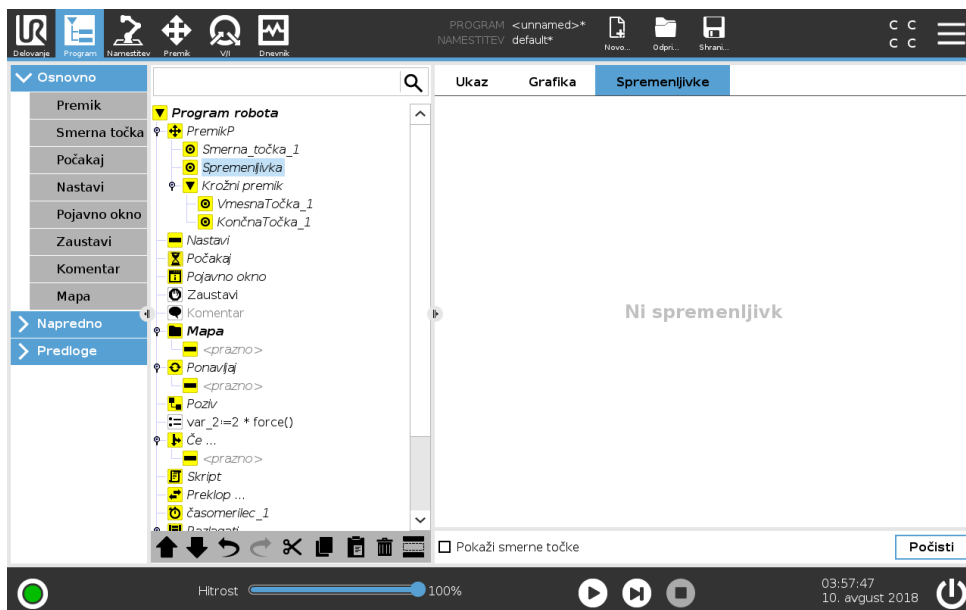 PROGRAM <unnamed>*
NAMESTITEV default*
Delovanje
Program
Namestitev
Premik
V/I
Dnevnik
Novo...
Odpri...
Shrani...
C C
C C
Osnovno
Premik
Smerna točka
Počakaj
Nastavi
Pojavno okno
Zaustavi
Komentar
Mapa
Napredno
Predloge
Program robota
PremikP
Smerna_točka_1
Spremenljivka
Krožni premik
VmesnaTočka_1
KončnaTočka_1
Nastavi
Počakaj
Pojavno okno
Zaustavi
Komentar
Mapa
<prazno>
Ponavljaj
<prazno>
Poziv
var_2:=2 * force()
Če ...
<prazno>
Skript
Preklop ...
časomerilec_1
Ukaz
Grafika
Spremenljivke
Ni spremenljivk
Pokaži smerne točke
Počisti
Hitrost
100%
03:57:47
10. avgust 2018